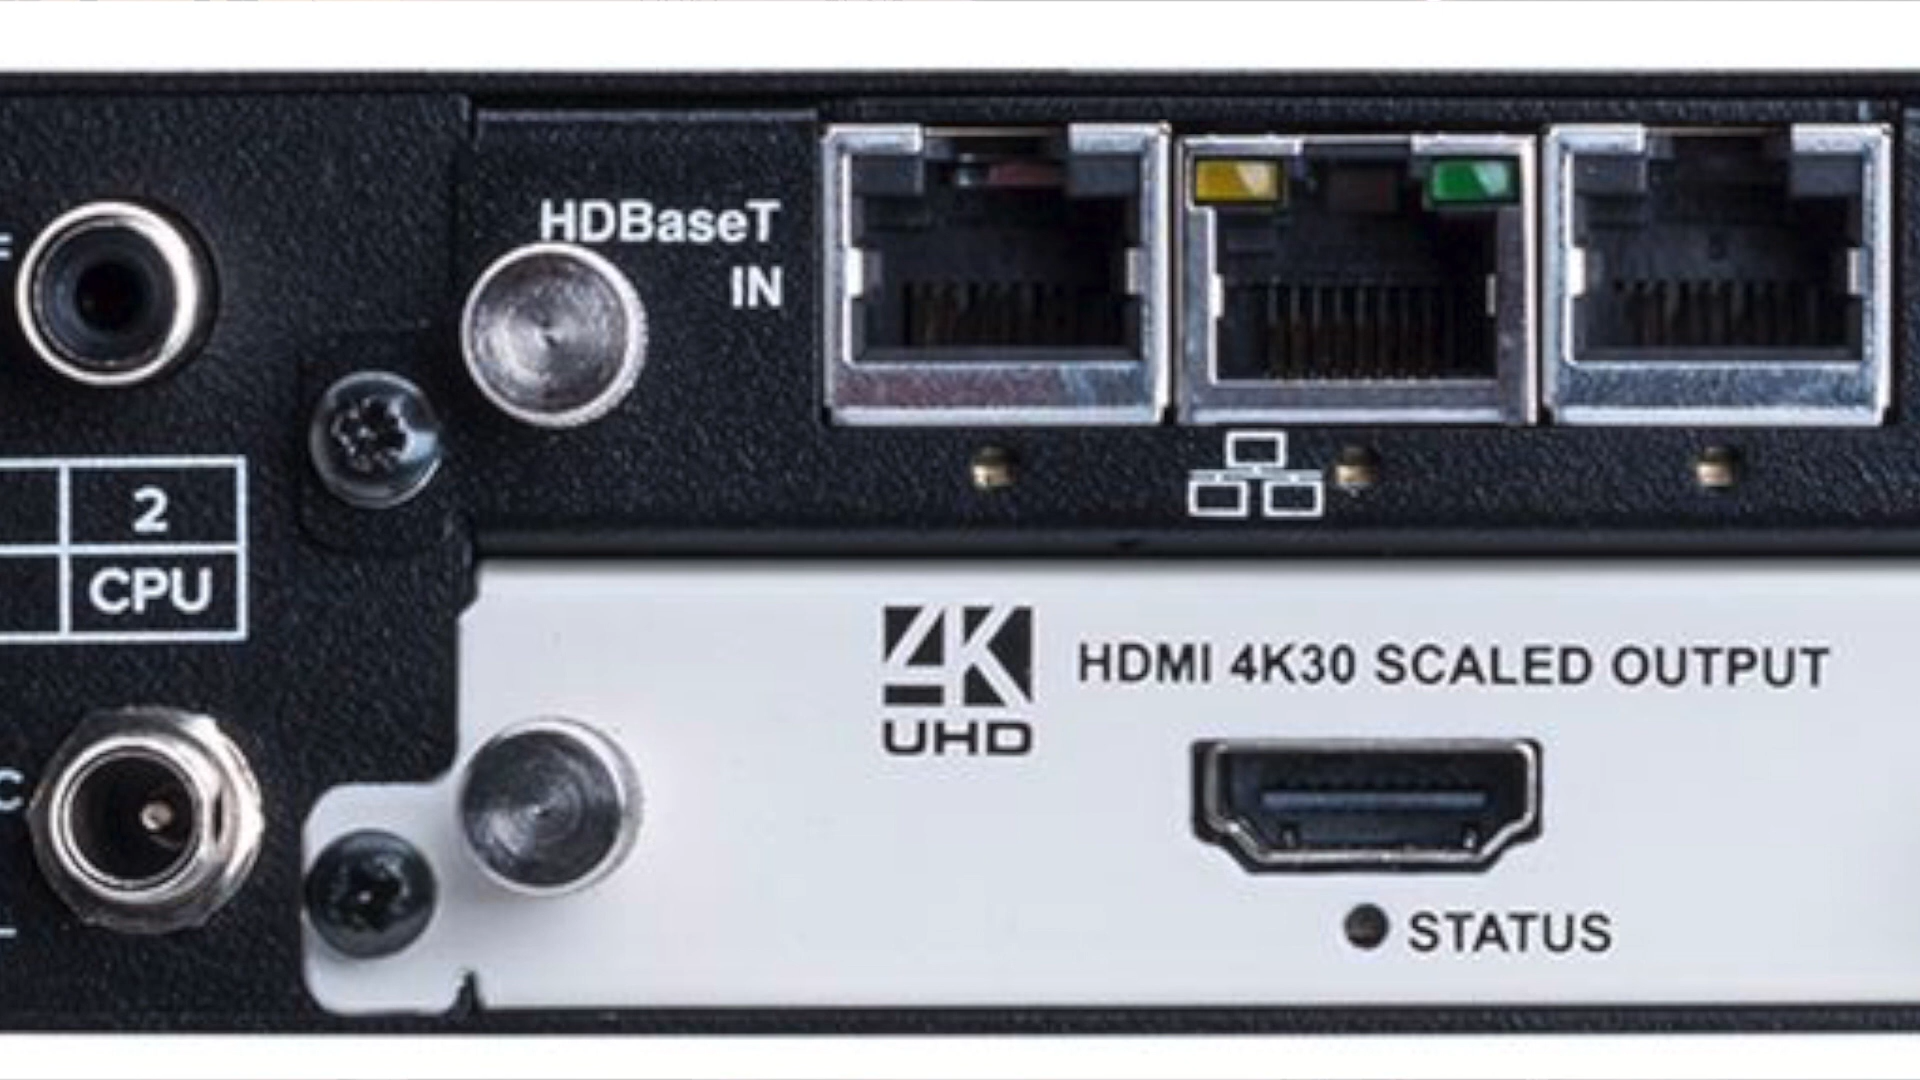 HDBaseT
IN
2
CPU
4K
UHD
HDMI 4K30 SCALED OUTPUT
STATUS